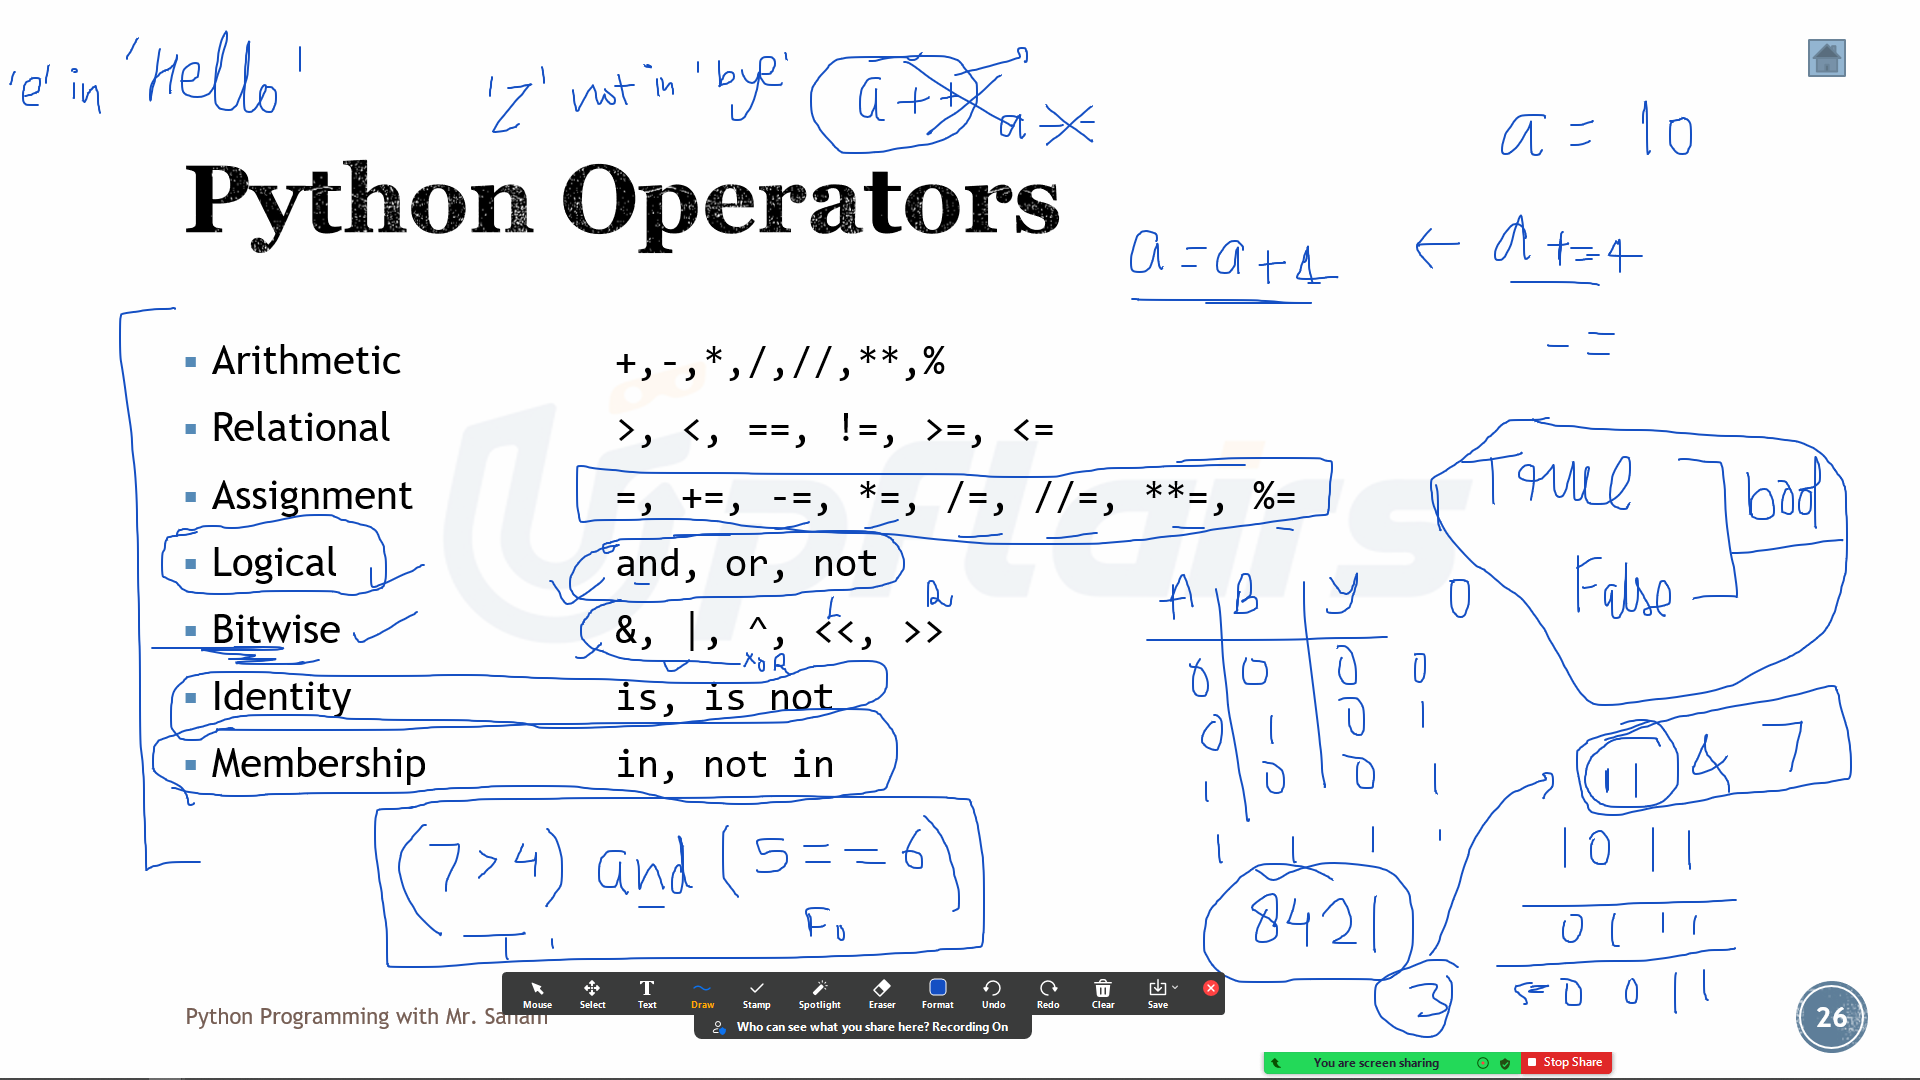 'e' in 'Hello'
'Z' not in 'bye'
a++
a = 10
Python Operators
a = a + 1
← a += 4
- =
Arithmetic +,-,*,/,//,**,%
Relational >, <, ==, !=, >=, <=
Assignment =, +=, -=, *=, /=, //=, **=, %=
True
bool
False
Logical and, or, not
L R
Bitwise &, |, ^, <<, >>
XOR
Identity is, is not
Membership in, not in
A B Y 0
0 0 0 0
0 1 0 1
1 0 0 1
1 1 1
11 & 7
1011
0111
0011
(7>4) and (5==6)
T 1 F 0
8421
3
Mouse Select Text Draw Stamp Spotlight Eraser Format Undo Redo Clear Save
Python Programming with Mr. Sanam
Who can see what you share here? Recording On
26
You are screen sharing Stop Share
Upflairs